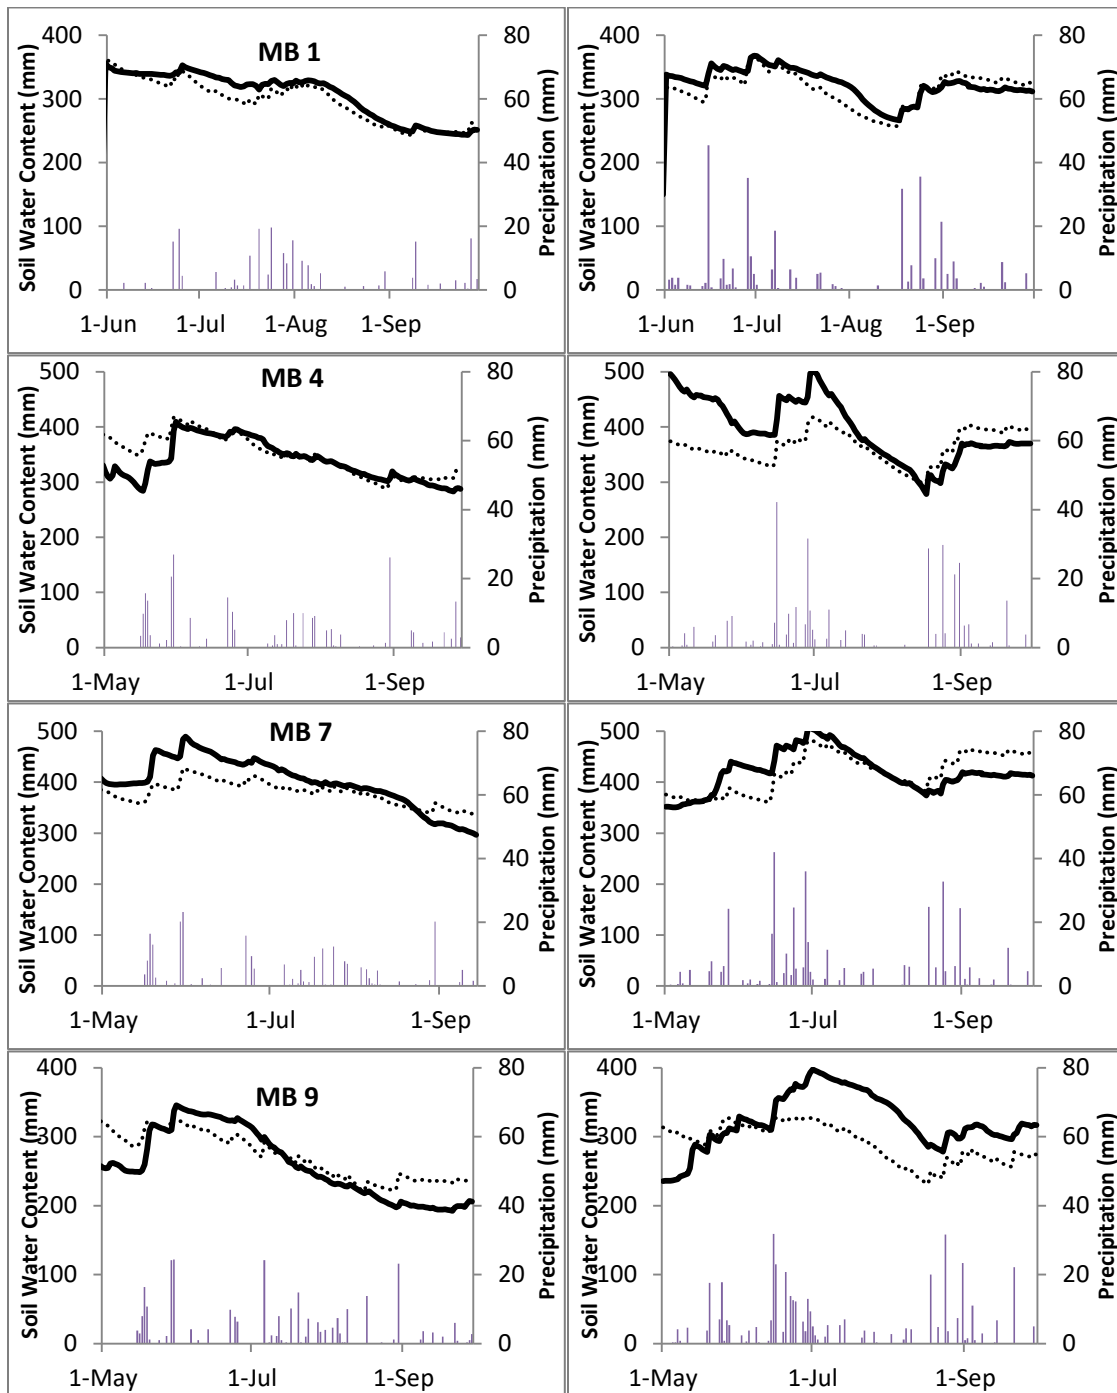 MB 1
Soil Water Content (mm)
400
300
200
100
0
80
60
40
20
0
Precipitation (mm)
1-Jun
1-Jul
1-Aug
1-Sep
Soil Water Content (mm)
400
300
200
100
0
80
60
40
20
0
Precipitation (mm)
1-Jun
1-Jul
1-Aug
1-Sep
MB 4
Soil Water Content (mm)
500
400
300
200
100
0
80
60
40
20
0
Precipitation (mm)
1-May
1-Jul
1-Sep
Soil Water Content (mm)
500
400
300
200
100
0
80
60
40
20
0
Precipitation (mm)
1-May
1-Jul
1-Sep
MB 7
Soil Water Content (mm)
500
400
300
200
100
0
80
60
40
20
0
Precipitation (mm)
1-May
1-Jul
1-Sep
Soil Water Content (mm)
500
400
300
200
100
0
80
60
40
20
0
Precipitation (mm)
1-May
1-Jul
1-Sep
MB 9
Soil Water Content (mm)
400
300
200
100
0
80
60
40
20
0
Precipitation (mm)
1-May
1-Jul
1-Sep
Soil Water Content (mm)
400
300
200
100
0
80
60
40
20
0
Precipitation (mm)
1-May
1-Jul
1-Sep